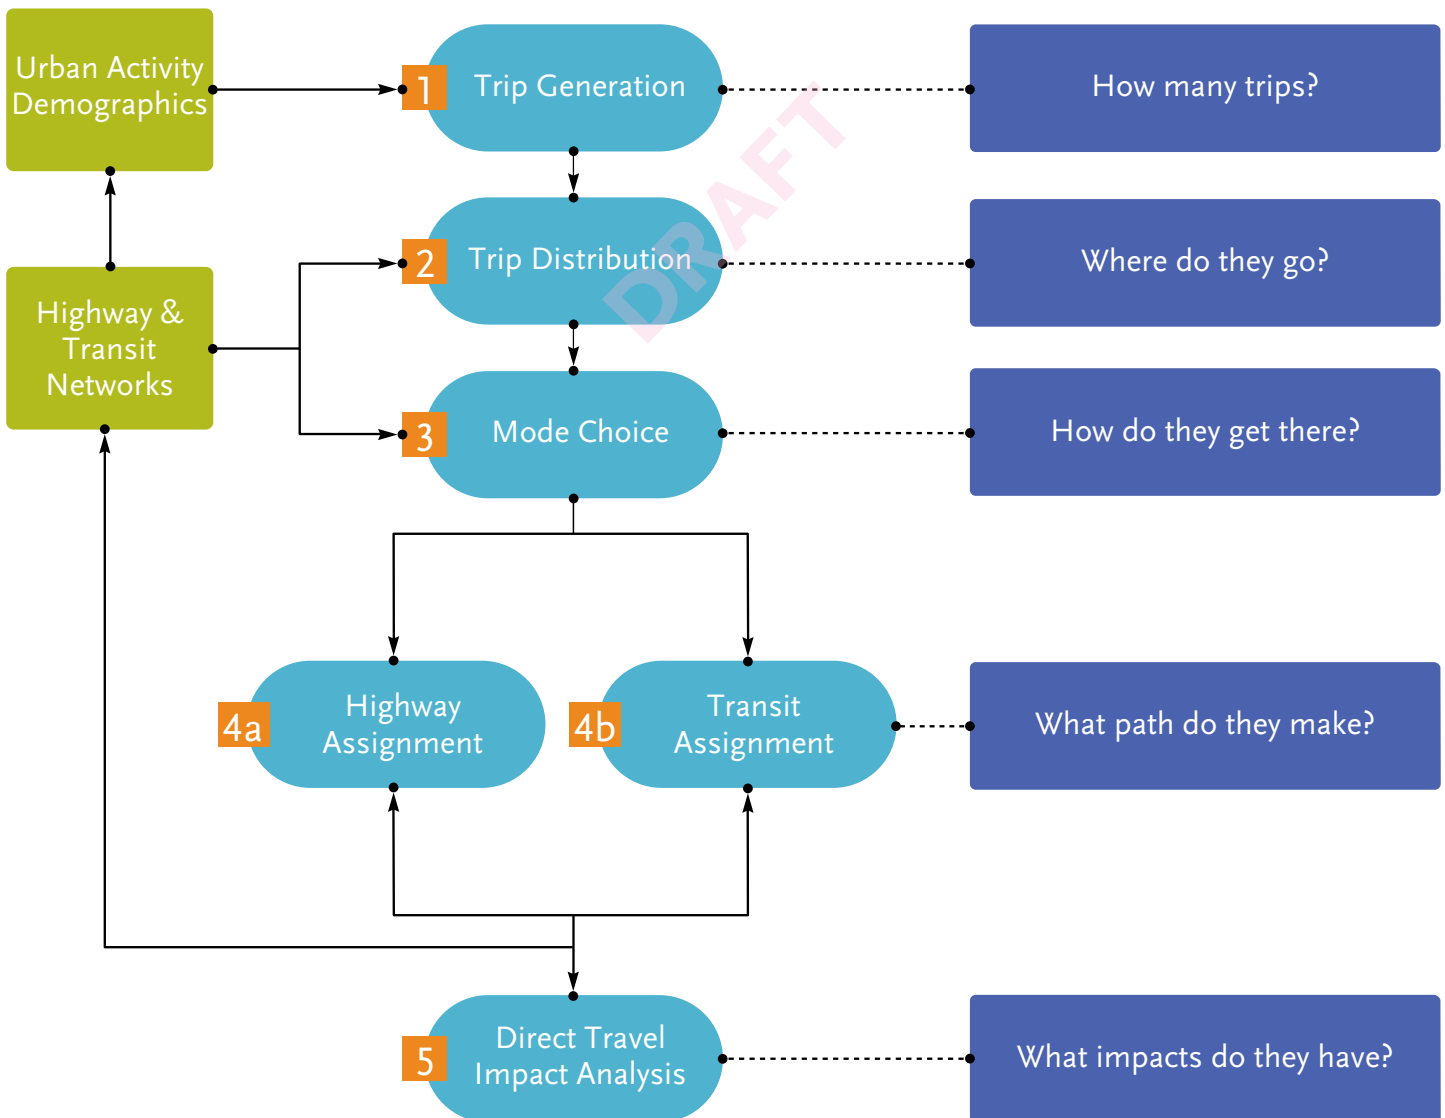 Urban Activity
Demographics
1
Trip Generation
How many trips?
2
Trip Distribution
Where do they go?
Highway &
Transit
Networks
3
Mode Choice
How do they get there?
4a
Highway
Assignment
4b
Transit
Assignment
What path do they make?
5
Direct Travel
Impact Analysis
What impacts do they have?
DRAFT